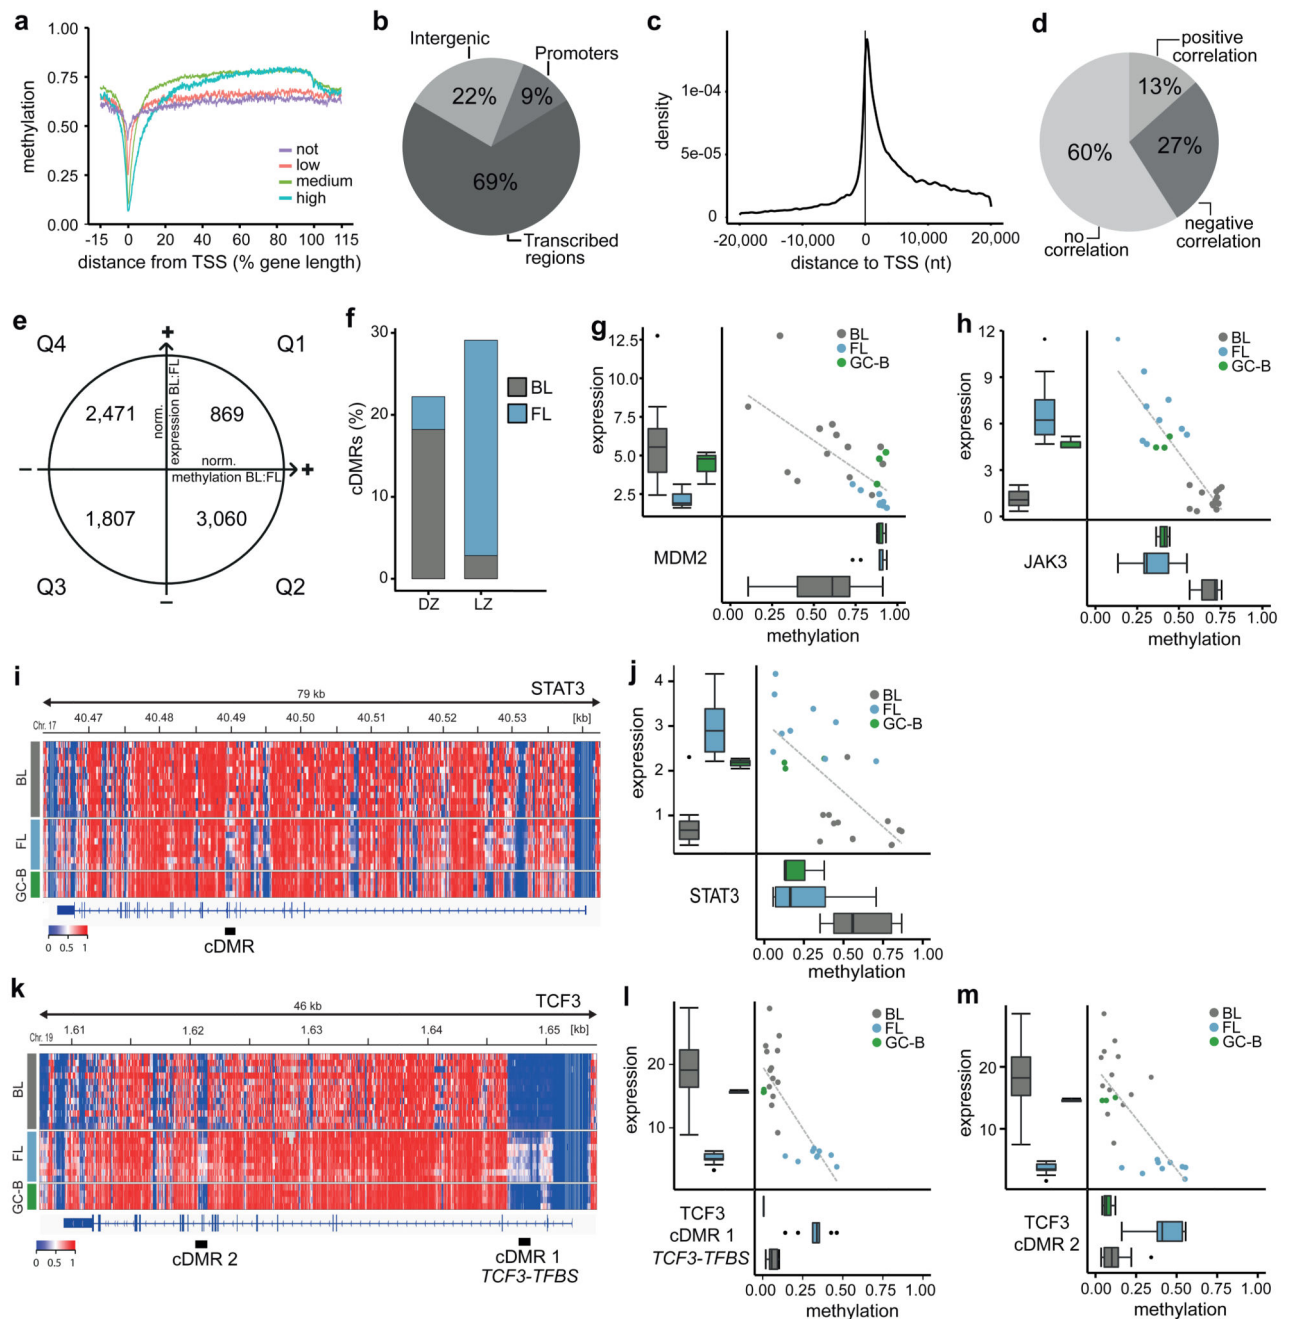 a
1.00
0.75
0.50
0.25
0.00
methylation
not
low
medium
high
-15 0 20 40 60 80 100 115
distance from TSS (% gene length)
b
Intergenic
Promoters
22%
9%
69%
Transcribed
regions
c
density
1e-04
5e-05
0
-20,000 -10,000 0 10,000 20,000
distance to TSS (nt)
d
positive
correlation
13%
60%
27%
no
correlation
negative
correlation
e
Q4
+
Q1
2,471
869
norm.
expression BL:FL
norm.
methylation BL:FL
−
+
1,807
3,060
Q3
−
Q2
f
30
20
10
0
cDMRs (%)
BL
FL
DZ LZ
g
12.5
10.0
7.5
5.0
2.5
expression
BL
FL
GC-B
MDM2
0.00 0.25 0.50 0.75 1.00
methylation
h
12
9
6
3
0
expression
BL
FL
GC-B
JAK3
0.00 0.25 0.50 0.75 1.00
methylation
i
79 kb
STAT3
Chr. 17
40.47 40.48 40.49 40.50 40.51 40.52 40.53 [kb]
BL
FL
GC-B
0 0.5 1
cDMR
j
4
3
2
1
expression
BL
FL
GC-B
STAT3
0.00 0.25 0.50 0.75 1.00
methylation
k
46 kb
TCF3
Chr. 19
1.61 1.62 1.63 1.64 1.65 [kb]
BL
FL
GC-B
0 0.5 1
cDMR 2
cDMR 1
TCF3-TFBS
l
20
10
expression
BL
FL
GC-B
TCF3
cDMR 1
TCF3-TFBS
0.00 0.25 0.50 0.75 1.00
methylation
m
20
10
expression
BL
FL
GC-B
TCF3
cDMR 2
0.00 0.25 0.50 0.75 1.00
methylation